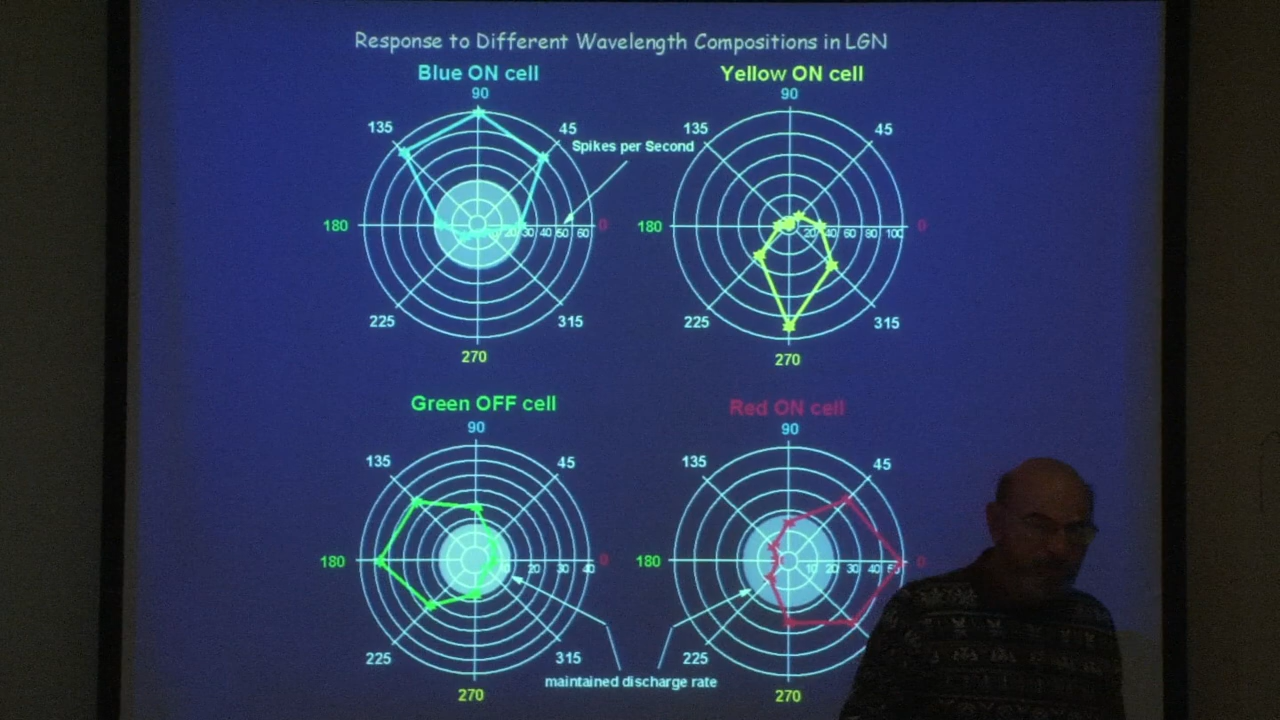 Response to Different Wavelength Compositions in LGN
Blue ON cell
90
135
45
Spikes per Second
180
20 30 40 50 60
0
225
315
270
Yellow ON cell
90
135
45
180
20 40 60 80 100
0
225
315
270
Green OFF cell
90
135
45
180
20 30 40
0
225
315
270
Red ON cell
90
135
45
180
10 20 30 40 50
0
225
270
maintained discharge rate